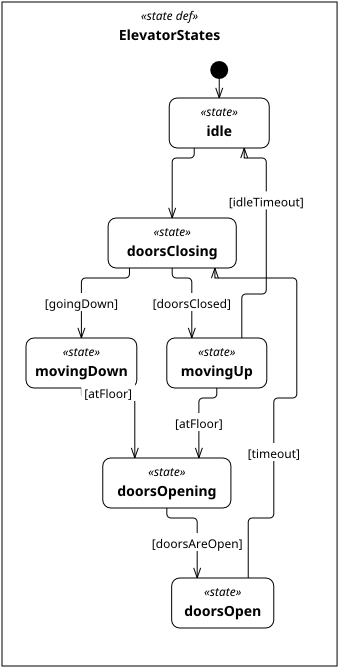 «state def»
ElevatorStates
«state»
idle
[idleTimeout]
«state»
doorsClosing
[goingDown]
[doorsClosed]
«state»
movingDown
«state»
movingUp
[atFloor]
[atFloor]
[timeout]
«state»
doorsOpening
[doorsAreOpen]
«state»
doorsOpen